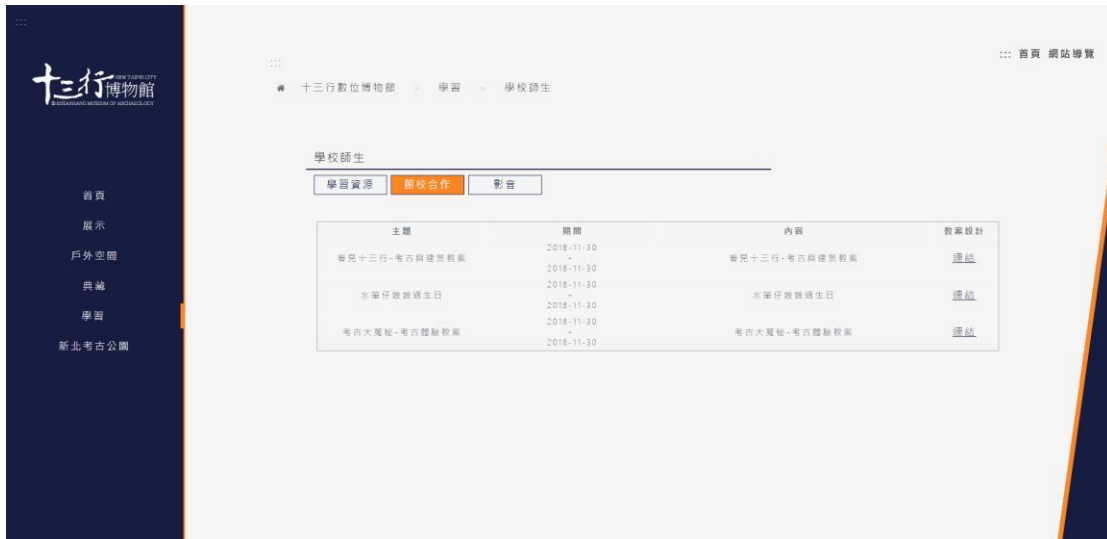 :::
十三行博物館
NEW TAIPEI CITY
SHIHSANHANG MUSEUM OF ARCHAEOLOGY
首頁
展示
戶外空間
典藏
學習
新北考古公園
::: 首頁 網站導覽
:::
十三行數位博物館 > 學習 > 學校師生
學校師生
學習資源 館校合作 影音
主題 期間 內容 教案設計
看見十三行-考古與建築教案 2018-11-30 ~ 2018-11-30 看見十三行-考古與建築教案 連結
水筆仔嬤嬤過生日 2018-11-30 ~ 2018-11-30 水筆仔嬤嬤過生日 連結
考古大蒐秘-考古體驗教案 2018-11-30 ~ 2018-11-30 考古大蒐秘-考古體驗教案 連結